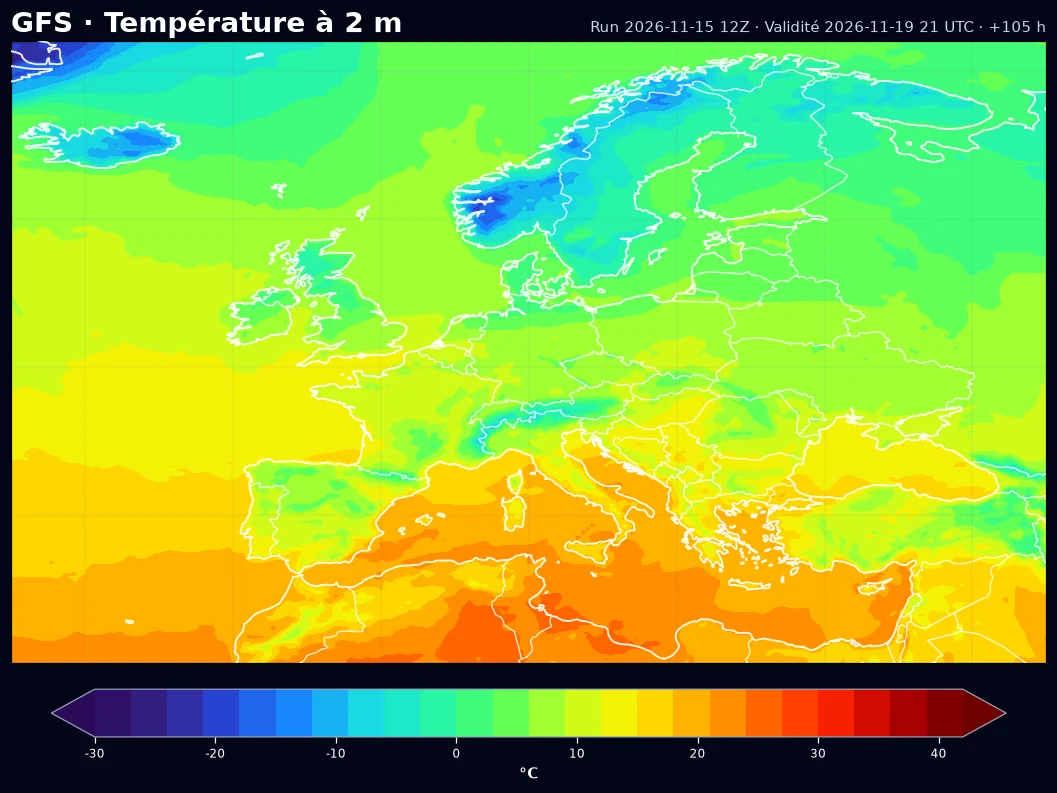 GFS · Température à 2 m
Run 2026-11-15 12Z · Validité 2026-11-19 21 UTC · +105 h
-30 -20 -10 0 10 20 30 40
°C